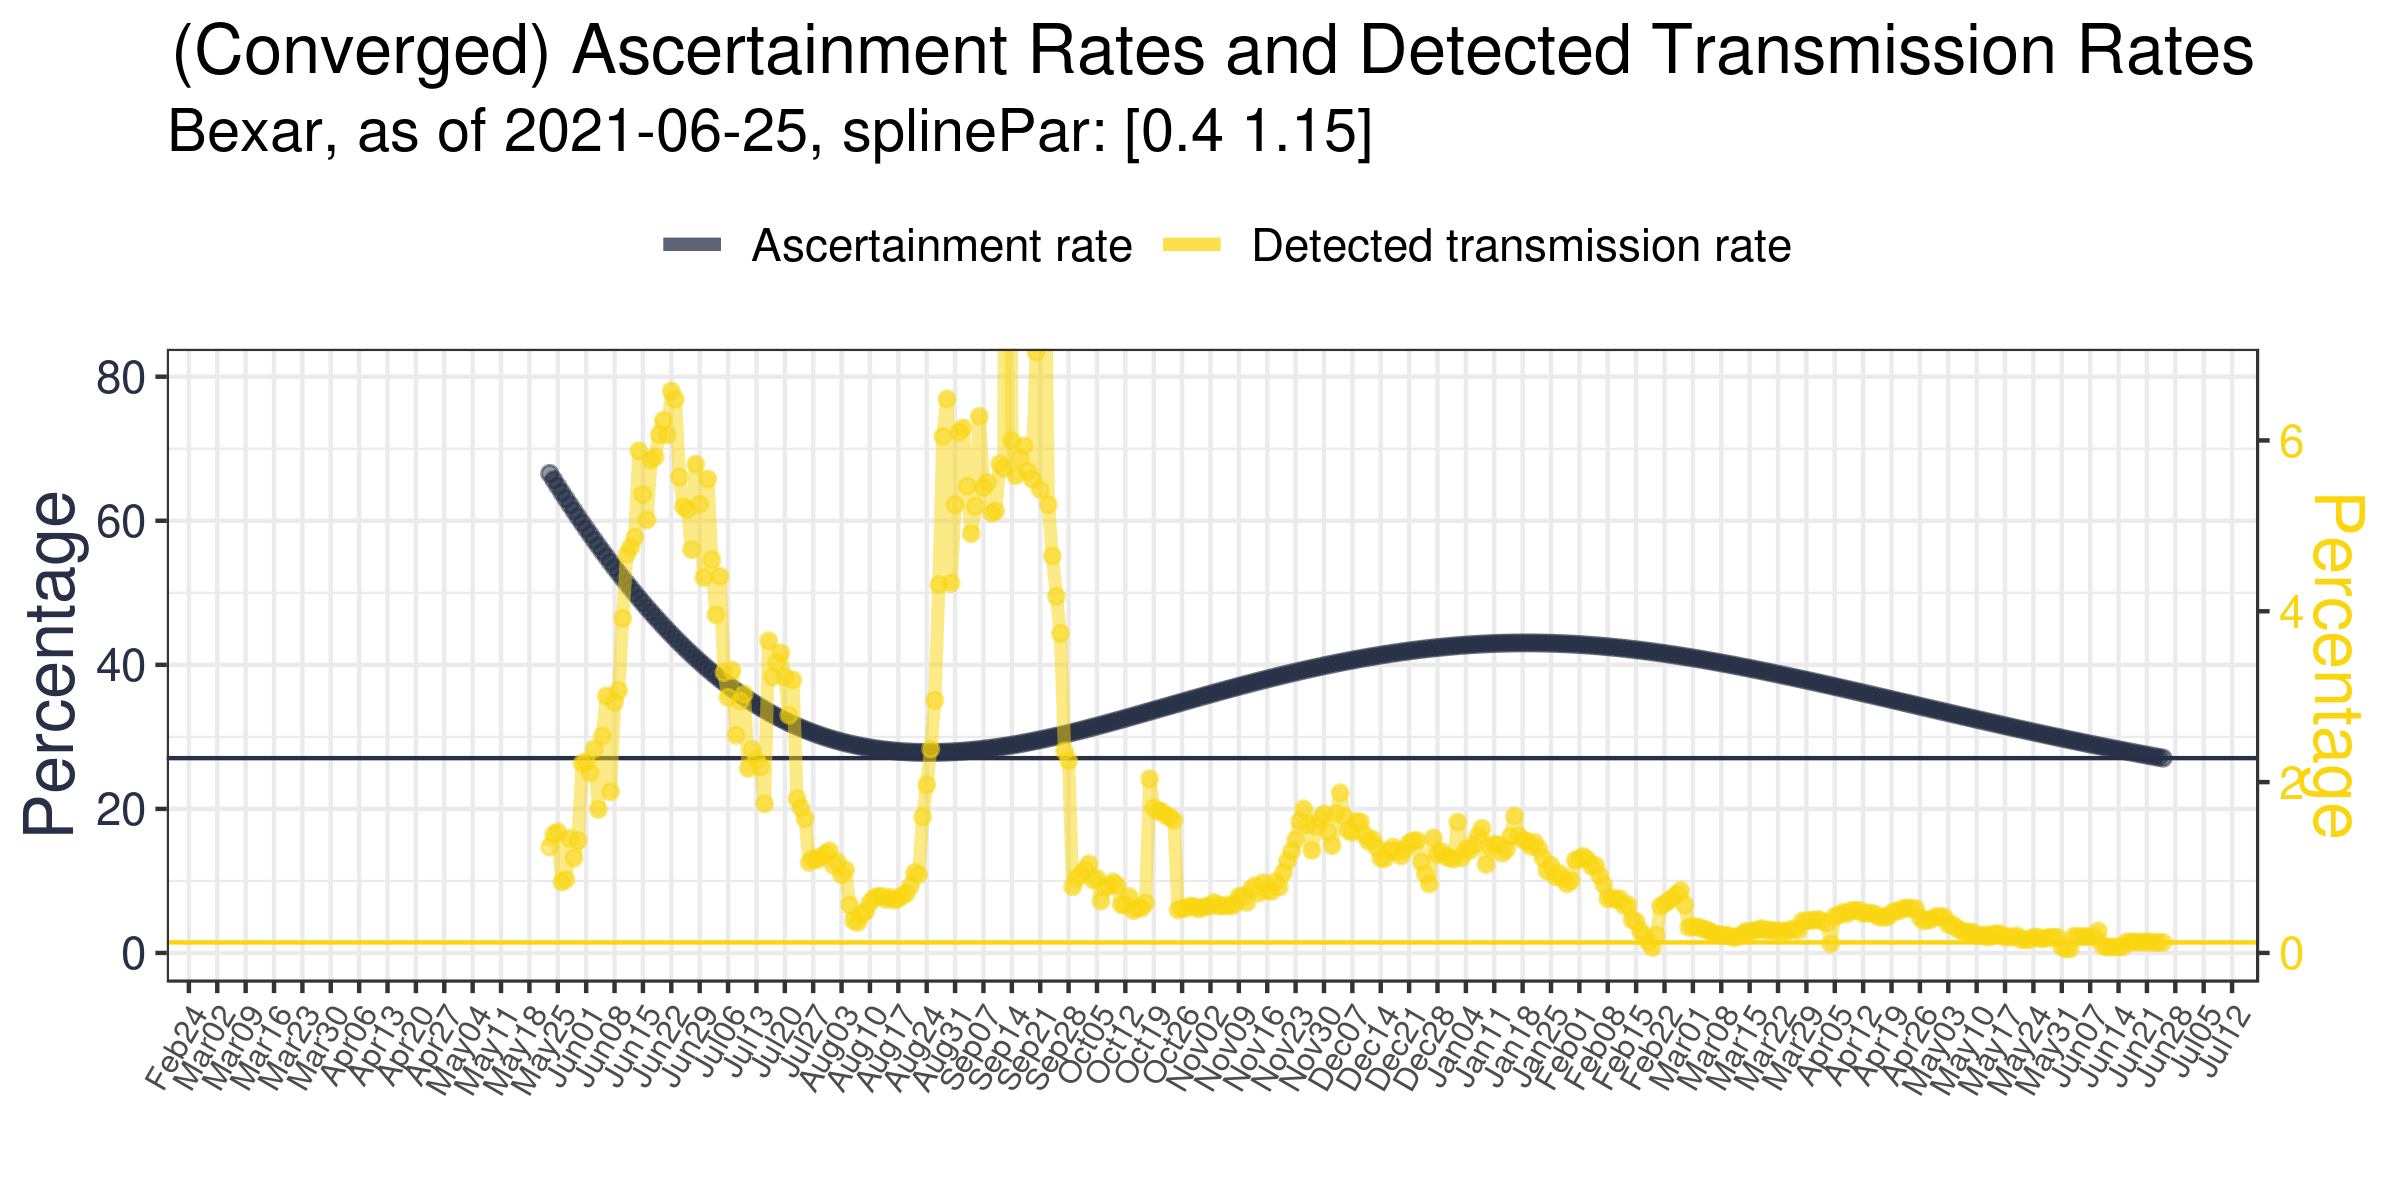 (Converged) Ascertainment Rates and Detected Transmission Rates
Bexar, as of 2021-06-25, splinePar: [0.4 1.15]
Ascertainment rate Detected transmission rate
Percentage
80
60
40
20
0
6
4
2
0
Percentage
Feb24 Mar02 Mar09 Mar16 Mar23 Mar30 Apr06 Apr13 Apr20 Apr27 May04 May11 May18 May25 Jun01 Jun08 Jun15 Jun22 Jun29 Jul06 Jul13 Jul20 Jul27 Aug03 Aug10 Aug17 Aug24 Aug31 Sep07 Sep14 Sep21 Sep28 Oct05 Oct12 Oct19 Oct26 Nov02 Nov09 Nov16 Nov23 Nov30 Dec07 Dec14 Dec21 Dec28 Jan04 Jan11 Jan18 Jan25 Feb01 Feb08 Feb15 Feb22 Mar01 Mar08 Mar15 Mar22 Mar29 Apr05 Apr12 Apr19 Apr26 May03 May10 May17 May24 May31 Jun07 Jun14 Jun21 Jun28 Jul05 Jul12